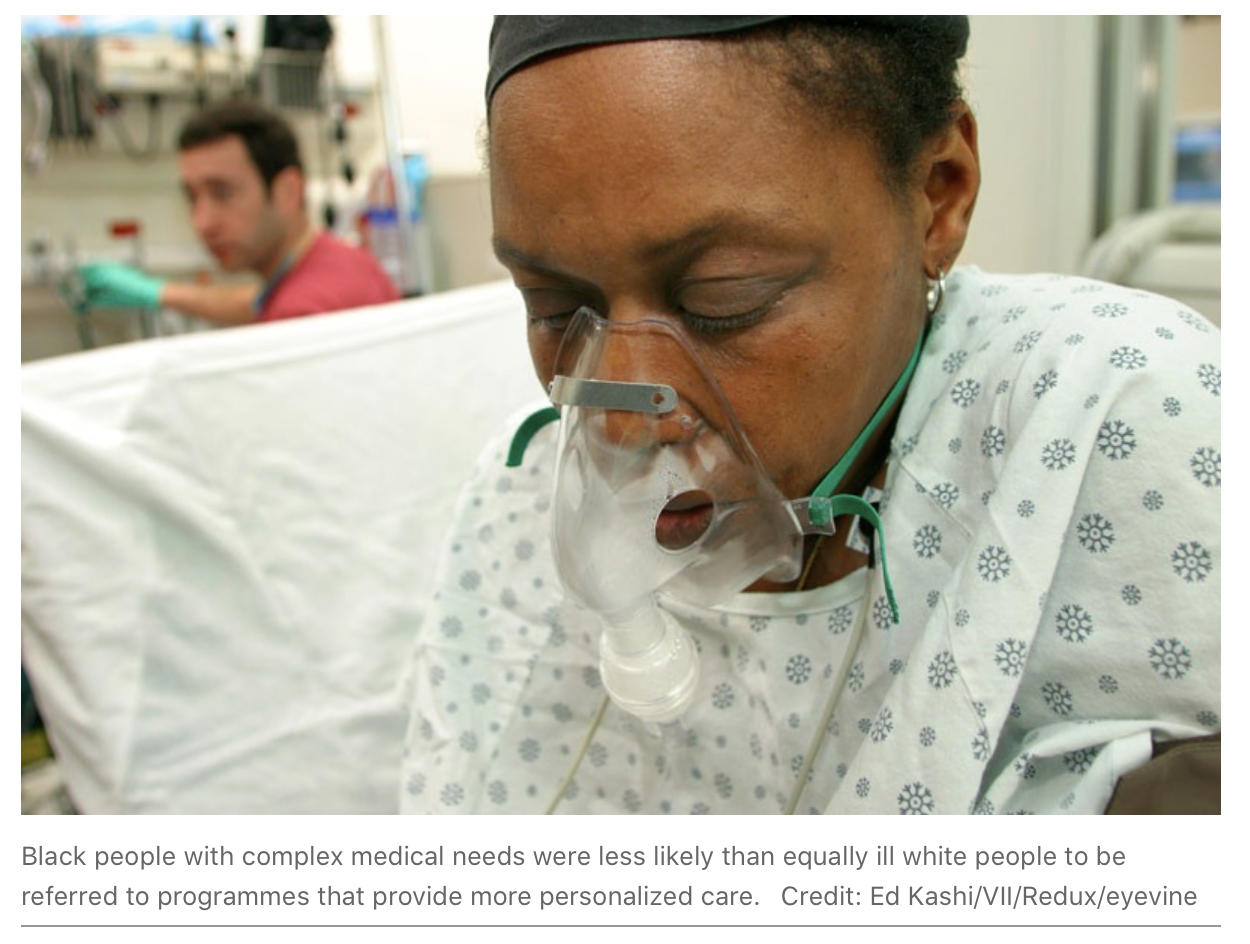 Black people with complex medical needs were less likely than equally ill white people to be
referred to programmes that provide more personalized care. Credit: Ed Kashi/VII/Redux/eyevine